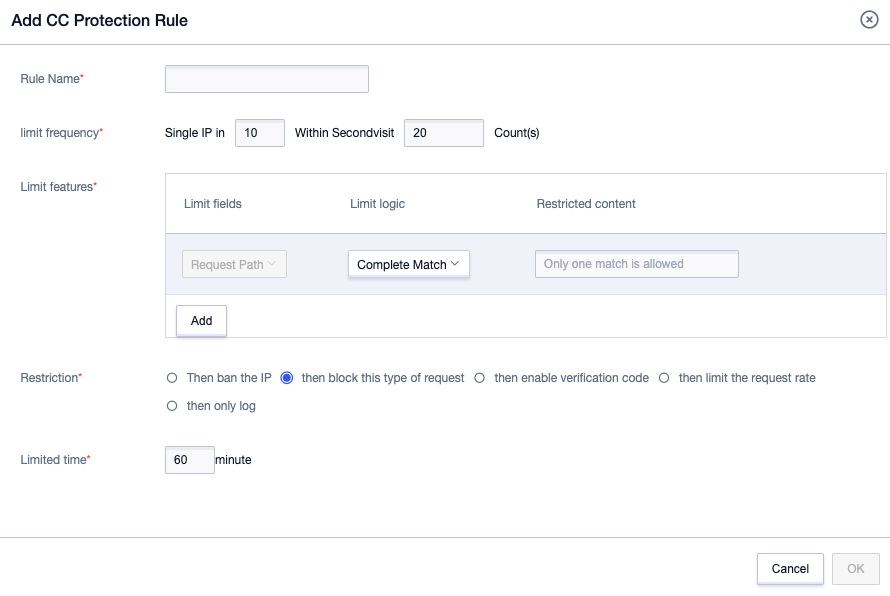 Add CC Protection Rule
Rule Name*
limit frequency* Single IP in 10 Within Secondvisit 20 Count(s)
Limit features*
Limit fields Limit logic Restricted content
Request Path Complete Match Only one match is allowed
Add
Restriction* Then ban the IP then block this type of request then enable verification code then limit the request rate
then only log
Limited time* 60 minute
Cancel OK